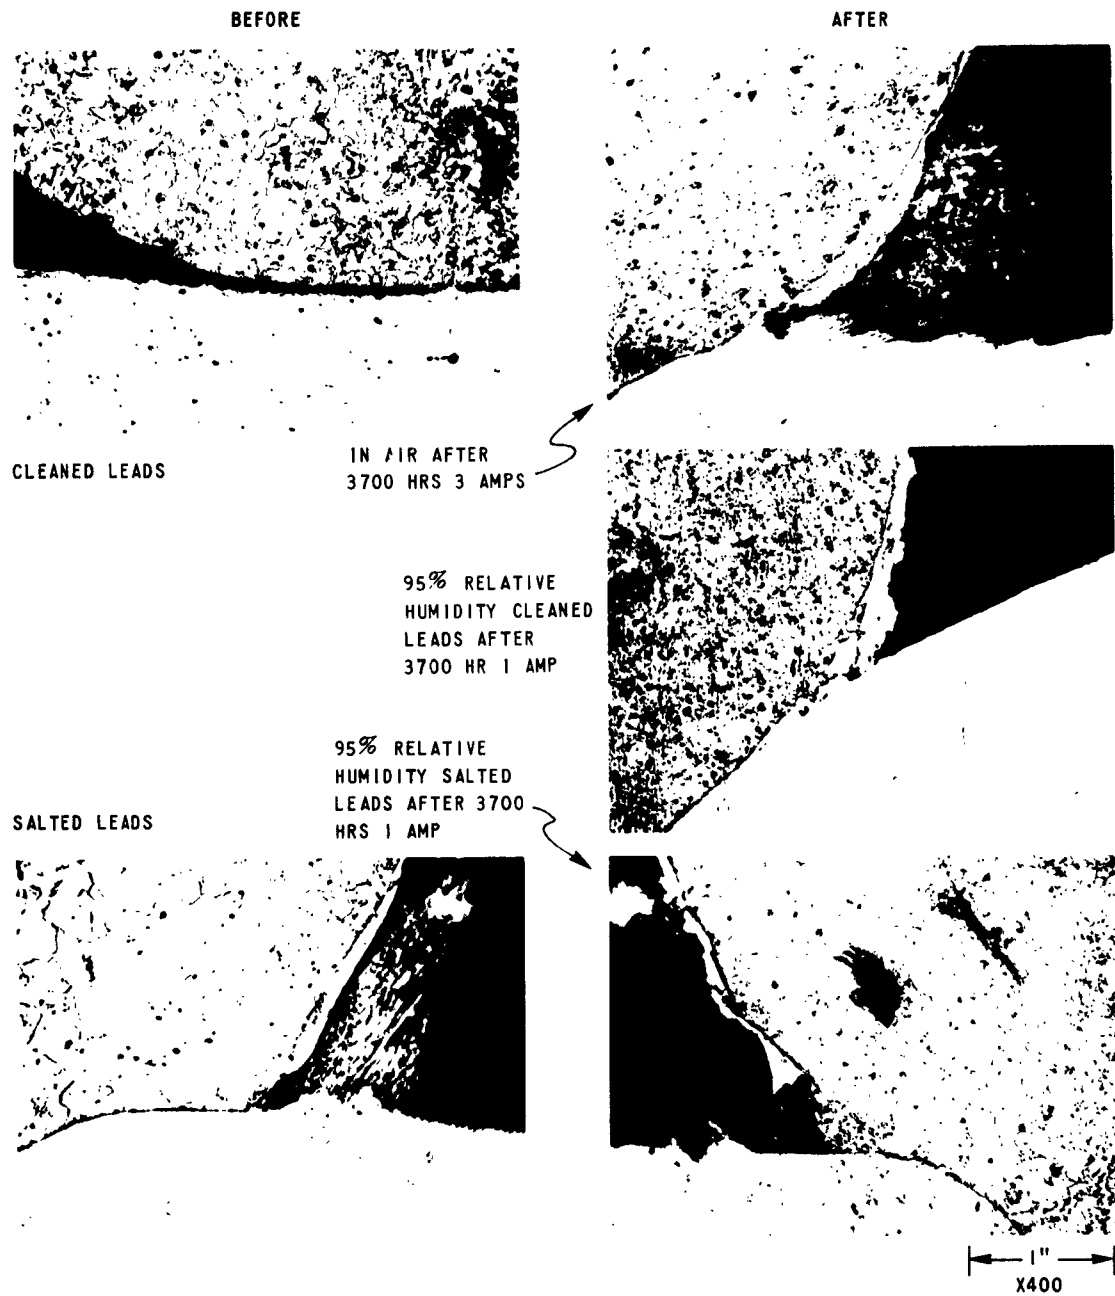 BEFORE
AFTER
CLEANED LEADS
IN AIR AFTER
3700 HRS 3 AMPS
95% RELATIVE
HUMIDITY CLEANED
LEADS AFTER
3700 HR 1 AMP
95% RELATIVE
HUMIDITY SALTED
LEADS AFTER 3700
HRS 1 AMP
SALTED LEADS
1"
X400